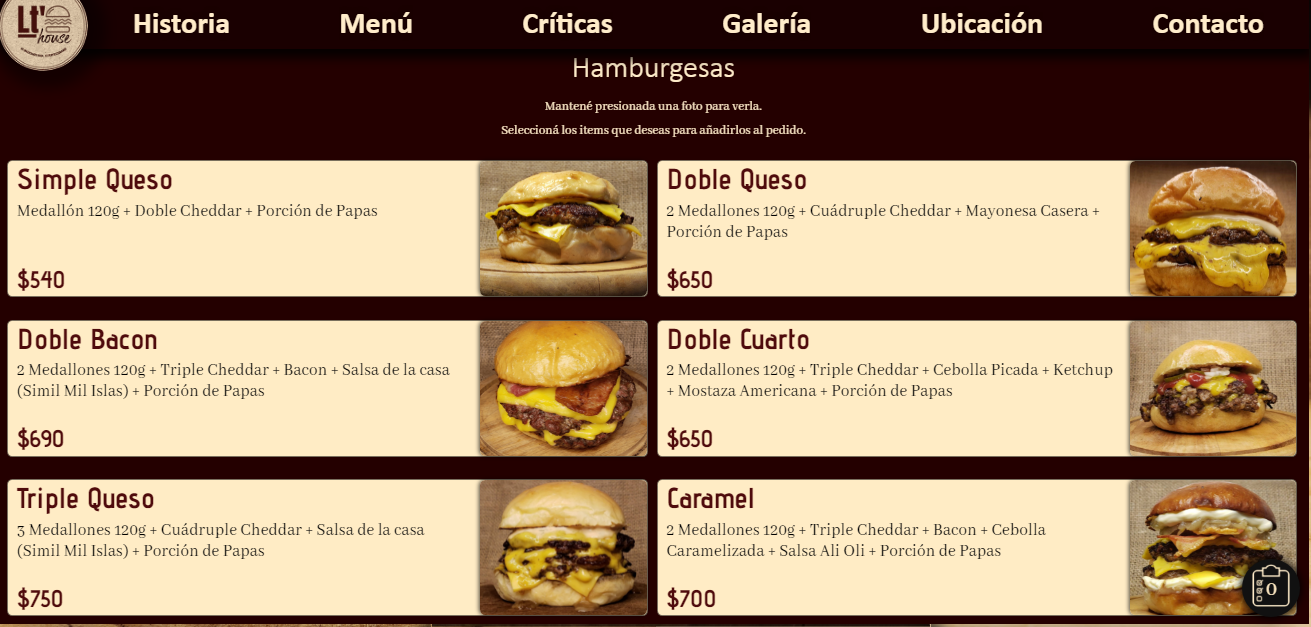 Lt's
house
Historia
Menú
Críticas
Galería
Ubicación
Contacto
Hamburgesas
Mantené presionada una foto para verla.
Seleccioná los items que deseas para añadirlos al pedido.
Simple Queso
Medallón 120g + Doble Cheddar + Porción de Papas
$540
Doble Queso
2 Medallones 120g + Cuádruple Cheddar + Mayonesa Casera +
Porción de Papas
$650
Doble Bacon
2 Medallones 120g + Triple Cheddar + Bacon + Salsa de la casa
(Simil Mil Islas) + Porción de Papas
$690
Doble Cuarto
2 Medallones 120g + Triple Cheddar + Cebolla Picada + Ketchup
+ Mostaza Americana + Porción de Papas
$650
Triple Queso
3 Medallones 120g + Cuádruple Cheddar + Salsa de la casa
(Simil Mil Islas) + Porción de Papas
$750
Caramel
2 Medallones 120g + Triple Cheddar + Bacon + Cebolla
Caramelizada + Salsa Ali Oli + Porción de Papas
$700
0